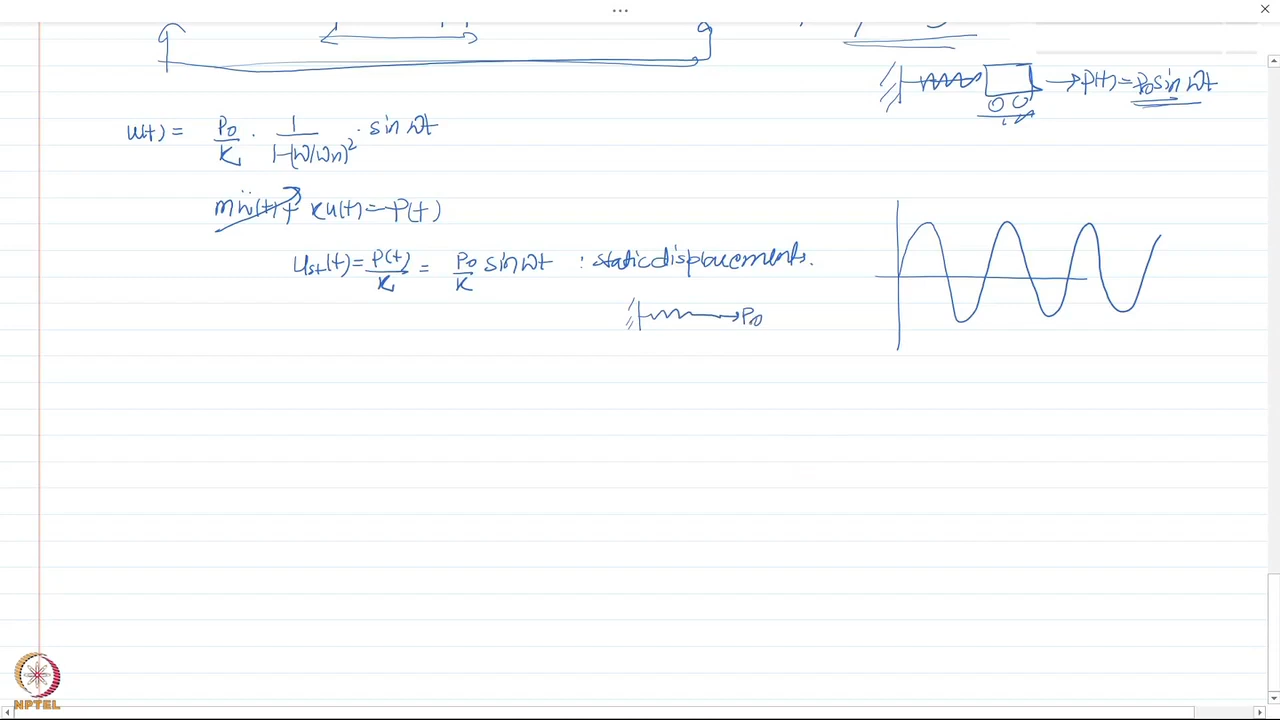 → P(t) = P0 sin ωt
u(t) = P0/K · 1/1-(ω/ωn)² · sin ωt
mü(t) + Ku(t) = P(t)
ust(t) = P(t)/K = P0/K sin ωt : static displacements.
→ P0
NPTEL